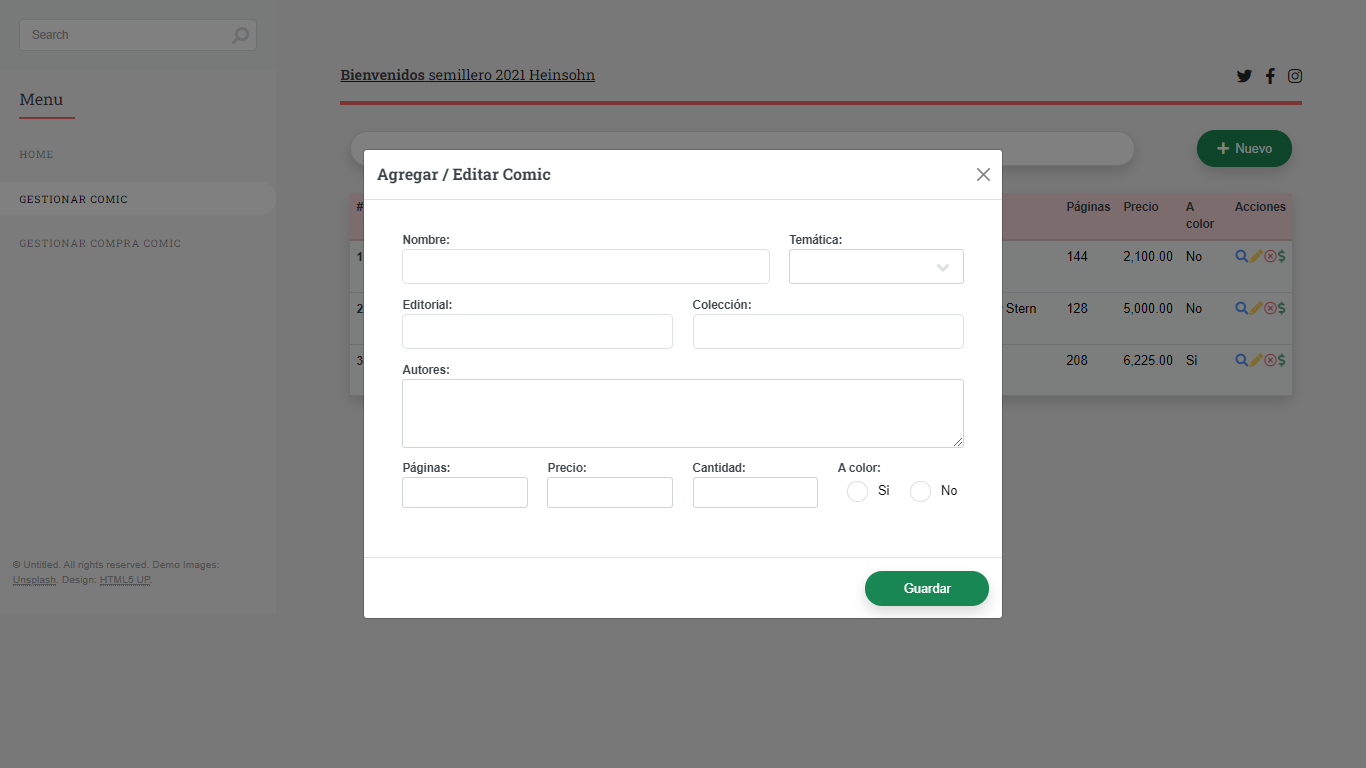 Search
Menu
HOME
GESTIONAR COMIC
GESTIONAR COMPRA COMIC
© Untitled. All rights reserved. Demo Images:
Unsplash. Design: HTML5 UP.
Bienvenidos semillero 2021 Heinsohn
Nuevo
# Páginas Precio A color Acciones
1 144 2,100.00 No
2 Stern 128 5,000.00 No
3 208 6,225.00 Si
Agregar / Editar Comic
Nombre: Temática:
Editorial: Colección:
Autores:
Páginas: Precio: Cantidad: A color:
Si No
Guardar